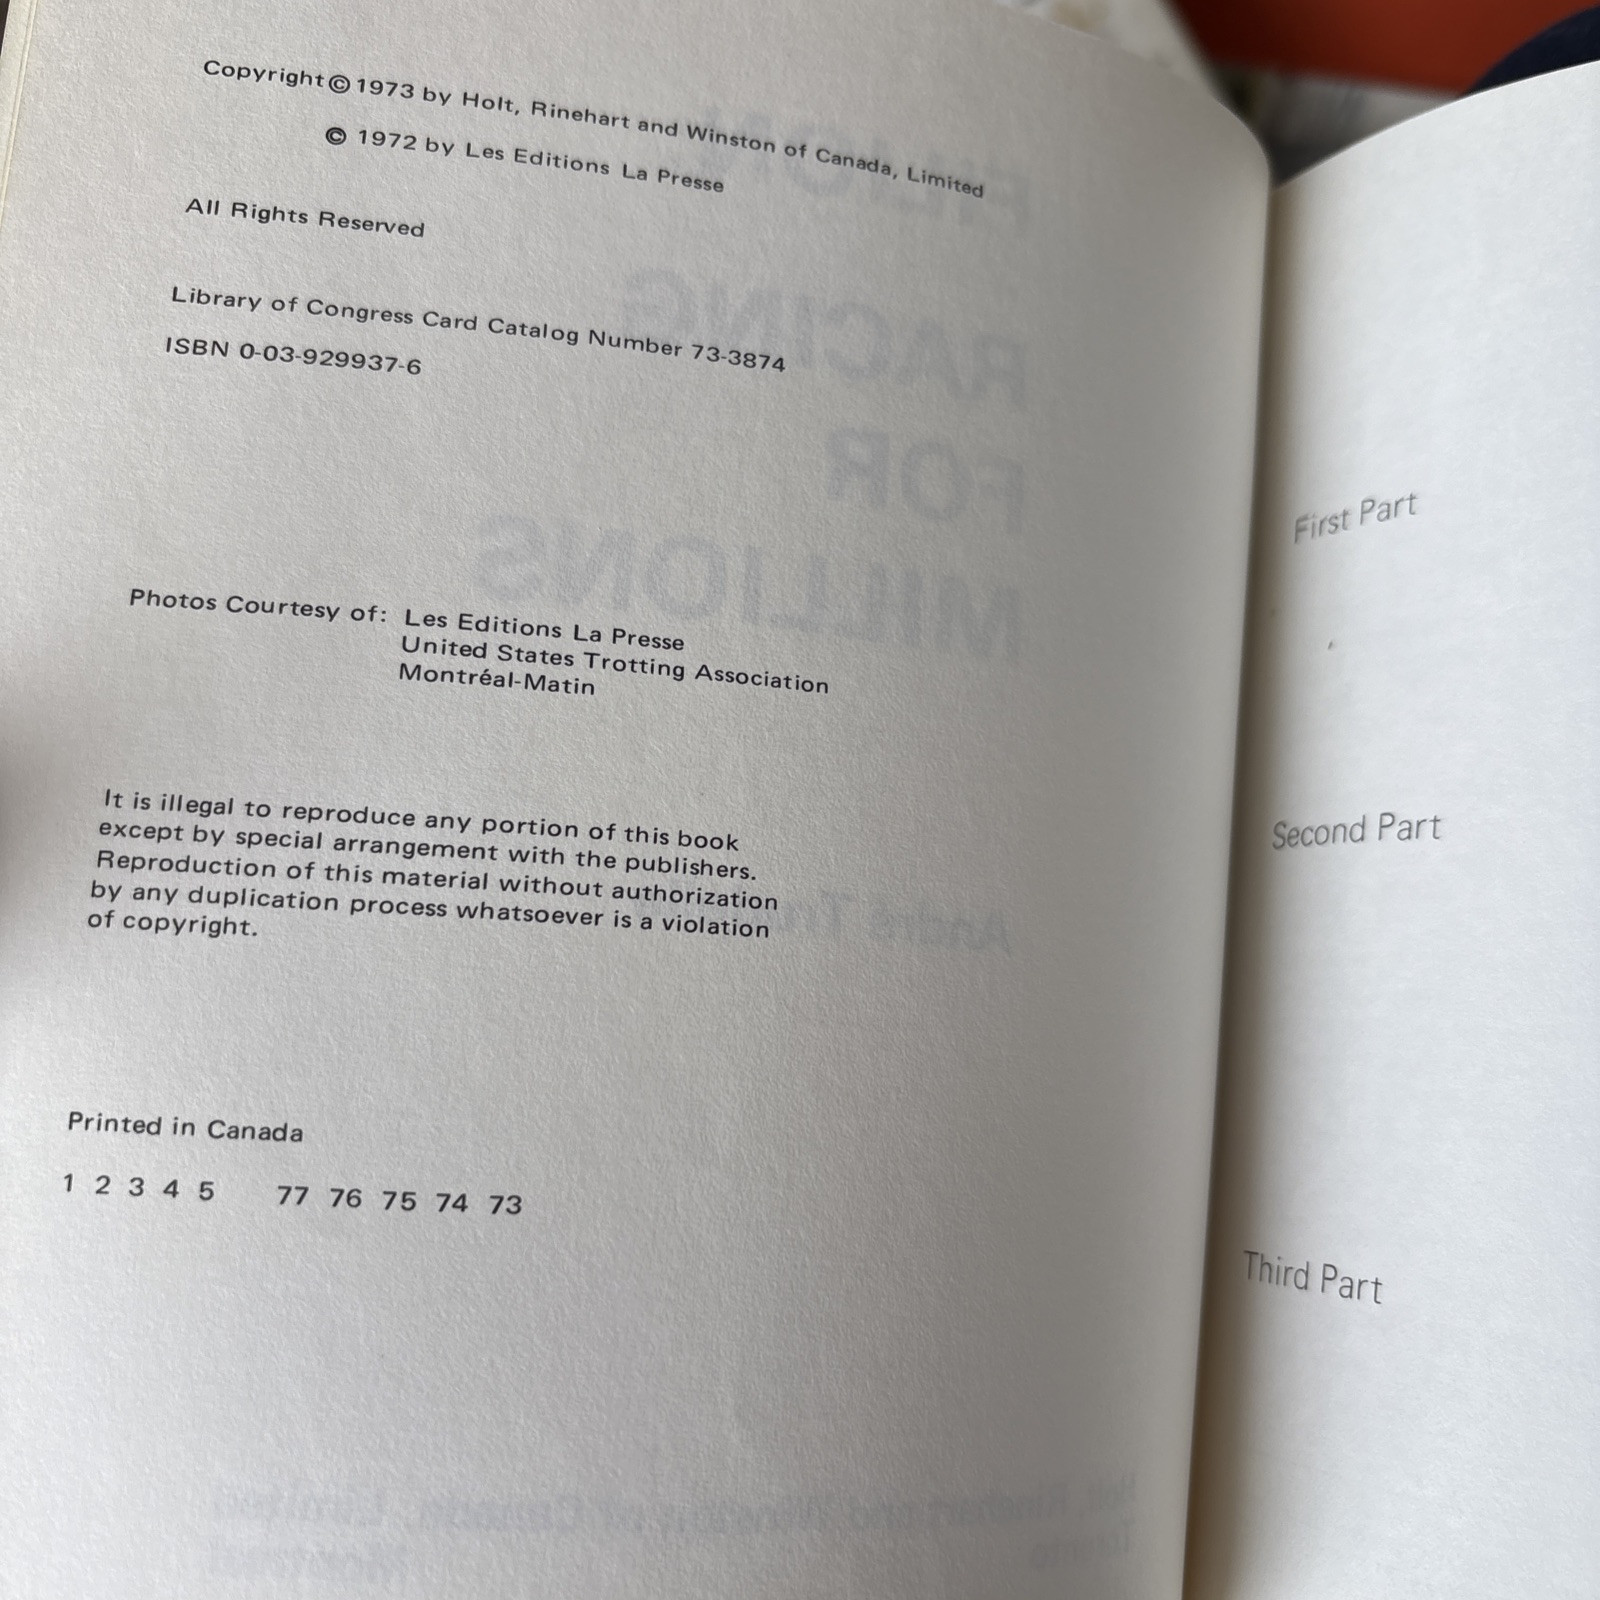 Copyright © 1973 by Holt, Rinehart and Winston of Canada, Limited
© 1972 by Les Editions La Presse
All Rights Reserved
Library of Congress Card Catalog Number 73-3874
ISBN 0-03-929937-6
Photos Courtesy of: Les Editions La Presse
United States Trotting Association
Montréal-Matin
It is illegal to reproduce any portion of this book
except by special arrangement with the publishers.
Reproduction of this material without authorization
by any duplication process whatsoever is a violation
of copyright.
Printed in Canada
1 2 3 4 5 77 76 75 74 73
RACING
FOR
MILLIONS
First Part
Second Part
Third Part